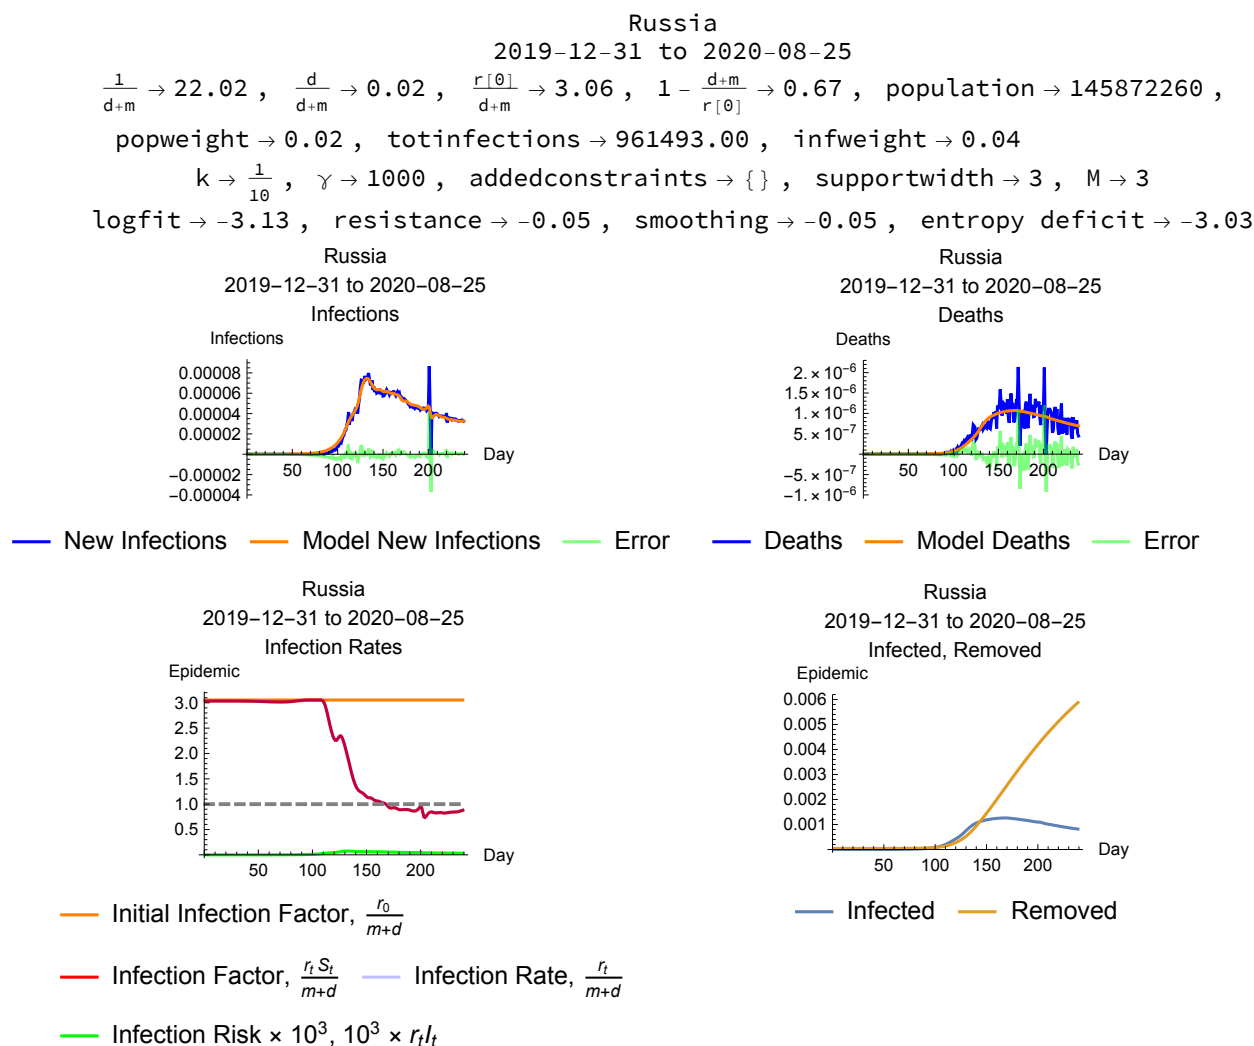 Russia
2019-12-31 to 2020-08-25
1/(d+m) → 22.02 , d/(d+m) → 0.02 , r[0]/(d+m) → 3.06 , 1 - (d+m)/r[0] → 0.67 , population → 145872260 ,
popweight → 0.02 , totinfections → 961493.00 , infweight → 0.04
k → 1/10 , γ → 1000 , addedconstraints → {} , supportwidth → 3 , M → 3
logfit → -3.13 , resistance → -0.05 , smoothing → -0.05 , entropy deficit → -3.03
Russia
2019-12-31 to 2020-08-25
Infections
Infections
0.00008
0.00006
0.00004
0.00002
-0.00002
-0.00004
50 100 150 200
Day
New Infections Model New Infections Error
Russia
2019-12-31 to 2020-08-25
Deaths
Deaths
2.×10⁻⁶
1.×10⁻⁶
1.×10⁻⁶
5.×10⁻⁷
-5.×10⁻⁷
-1.×10⁻⁶
50 100 150 200
Day
Deaths Model Deaths Error
Russia
2019-12-31 to 2020-08-25
Infection Rates
Epidemic
3.0
2.5
2.0
1.5
1.0
0.5
50 100 150 200
Day
Initial Infection Factor, r₀/(m+d)
Infection Factor, rₜSₜ/(m+d) Infection Rate, rₜ/(m+d)
Infection Risk × 10³, 10³ × rₜIₜ
Russia
2019-12-31 to 2020-08-25
Infected, Removed
Epidemic
0.006
0.005
0.004
0.003
0.002
0.001
50 100 150 200
Day
Infected Removed